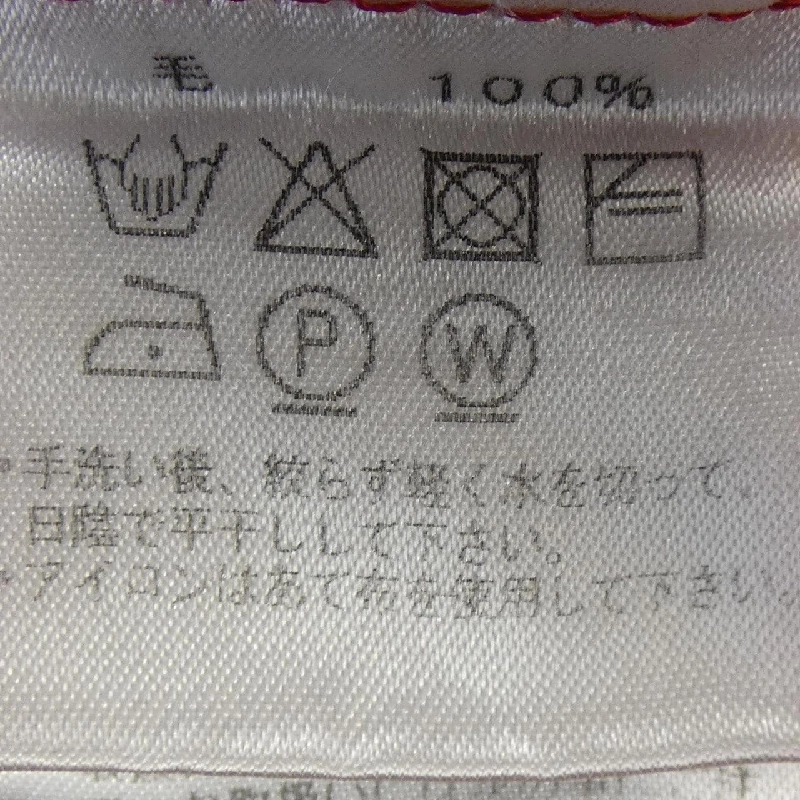 毛 100%
P W
・手洗い後、絞らず軽く水を切って、
日陰で平干しして下さい。
・アイロンはあて布を使用して下さい。